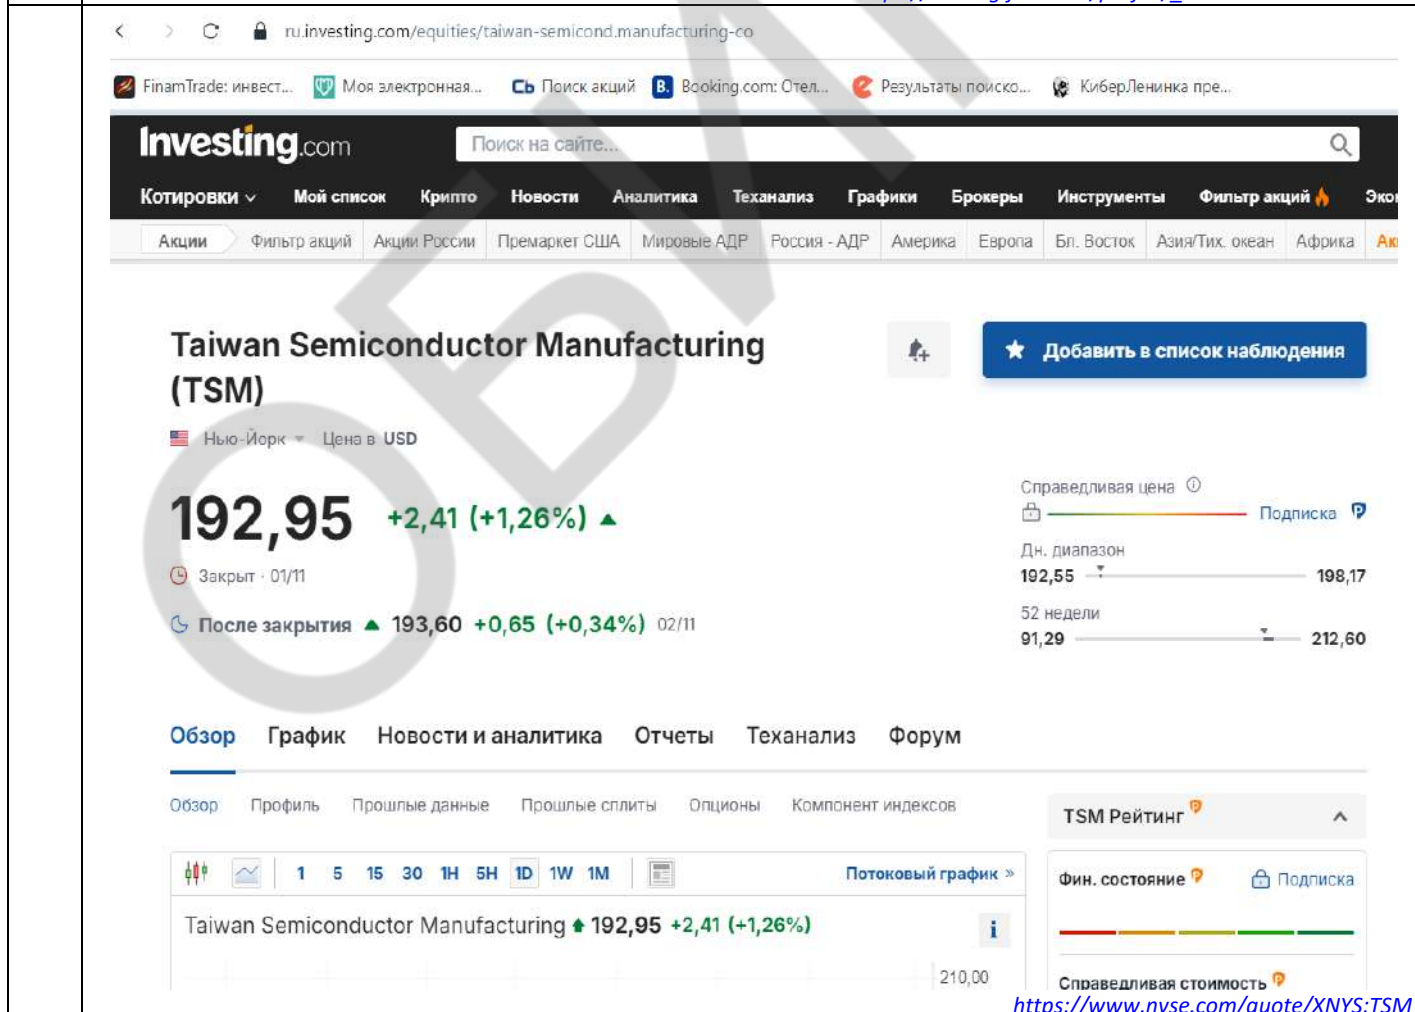 ru.investing.com/equities/taiwan-semicond.manufacturing-co
FinamTrade: инвест... Моя электронная... Поиск акций Booking.com: Отел... Результаты поиско... КиберЛенинка пре...
Investing.com Поиск на сайте...
Котировки Мой список Крипто Новости Аналитика Теханализ Графики Брокеры Инструменты Фильтр акций Экон
Акции Фильтр акций Акции России Премаркет США Мировые АДР Россия - АДР Америка Европа Бл. Восток Азия/Тих. океан Африка Ак
Taiwan Semiconductor Manufacturing
(TSM)
Добавить в список наблюдения
Нью-Йорк Цена в USD
192,95 +2,41 (+1,26%)
Закрыт · 01/11
После закрытия 193,60 +0,65 (+0,34%) 02/11
Справедливая цена
Подписка
Дн. диапазон
192,55 198,17
52 недели
91,29 212,60
Обзор График Новости и аналитика Отчеты Теханализ Форум
Обзор Профиль Прошлые данные Прошлые сплиты Опционы Компонент индексов
1 5 15 30 1H 5H 1D 1W 1M Потоковый график »
Taiwan Semiconductor Manufacturing 192,95 +2,41 (+1,26%)
210,00
TSM Рейтинг
Фин. состояние Подписка
Справедливая стоимость
https://www.nyse.com/quote/XNYS:TSM